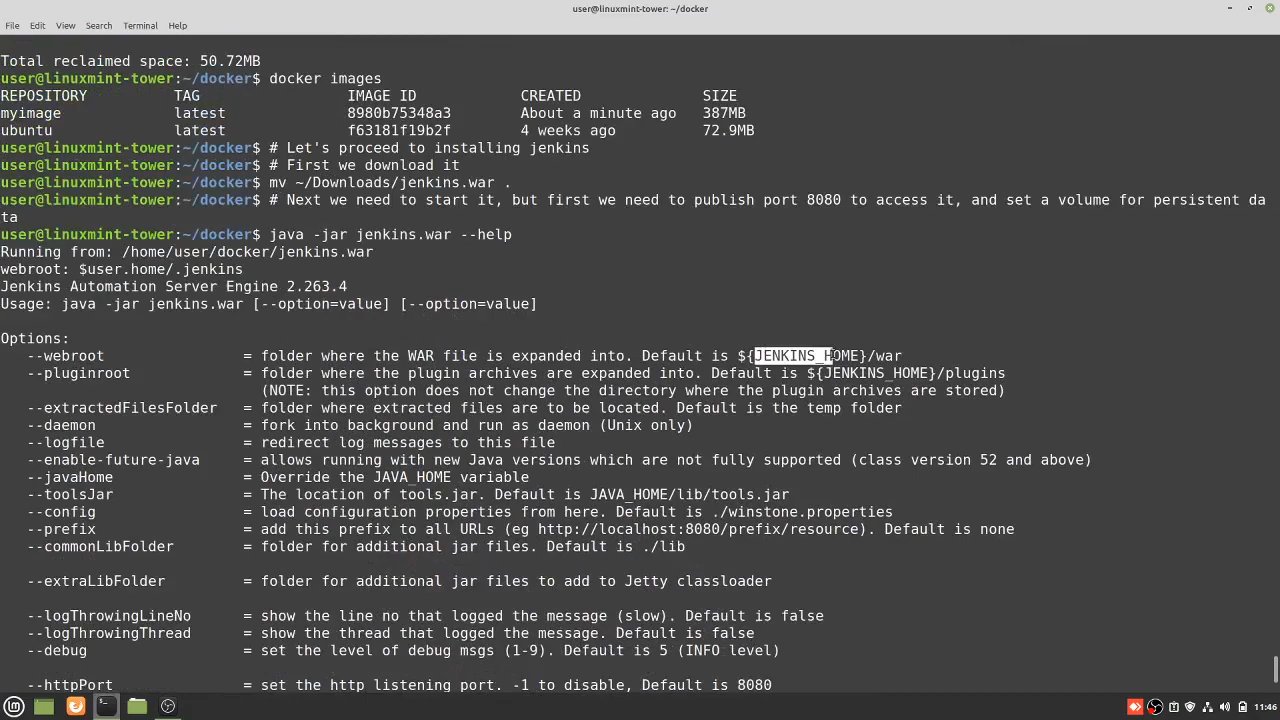 user@linuxmint-tower: ~/docker
File Edit View Search Terminal Help
Total reclaimed space: 50.72MB
user@linuxmint-tower:~/docker$ docker images
REPOSITORY TAG IMAGE ID CREATED SIZE
myimage latest 8980b75348a3 About a minute ago 387MB
ubuntu latest f63181f19b2f 4 weeks ago 72.9MB
user@linuxmint-tower:~/docker$ # Let's proceed to installing jenkins
user@linuxmint-tower:~/docker$ # First we download it
user@linuxmint-tower:~/docker$ mv ~/Downloads/jenkins.war .
user@linuxmint-tower:~/docker$ # Next we need to start it, but first we need to publish port 8080 to access it, and set a volume for persistent da
ta
user@linuxmint-tower:~/docker$ java -jar jenkins.war --help
Running from: /home/user/docker/jenkins.war
webroot: $user.home/.jenkins
Jenkins Automation Server Engine 2.263.4
Usage: java -jar jenkins.war [--option=value] [--option=value]
Options:
--webroot = folder where the WAR file is expanded into. Default is ${JENKINS_HOME}/war
--pluginroot = folder where the plugin archives are expanded into. Default is ${JENKINS_HOME}/plugins
(NOTE: this option does not change the directory where the plugin archives are stored)
--extractedFilesFolder = folder where extracted files are to be located. Default is the temp folder
--daemon = fork into background and run as daemon (Unix only)
--logfile = redirect log messages to this file
--enable-future-java = allows running with new Java versions which are not fully supported (class version 52 and above)
--javaHome = Override the JAVA_HOME variable
--toolsJar = The location of tools.jar. Default is JAVA_HOME/lib/tools.jar
--config = load configuration properties from here. Default is ./winstone.properties
--prefix = add this prefix to all URLs (eg http://localhost:8080/prefix/resource). Default is none
--commonLibFolder = folder for additional jar files. Default is ./lib
--extraLibFolder = folder for additional jar files to add to Jetty classloader
--logThrowingLineNo = show the line no that logged the message (slow). Default is false
--logThrowingThread = show the thread that logged the message. Default is false
--debug = set the level of debug msgs (1-9). Default is 5 (INFO level)
--httpPort = set the http listening port. -1 to disable, Default is 8080
11:46